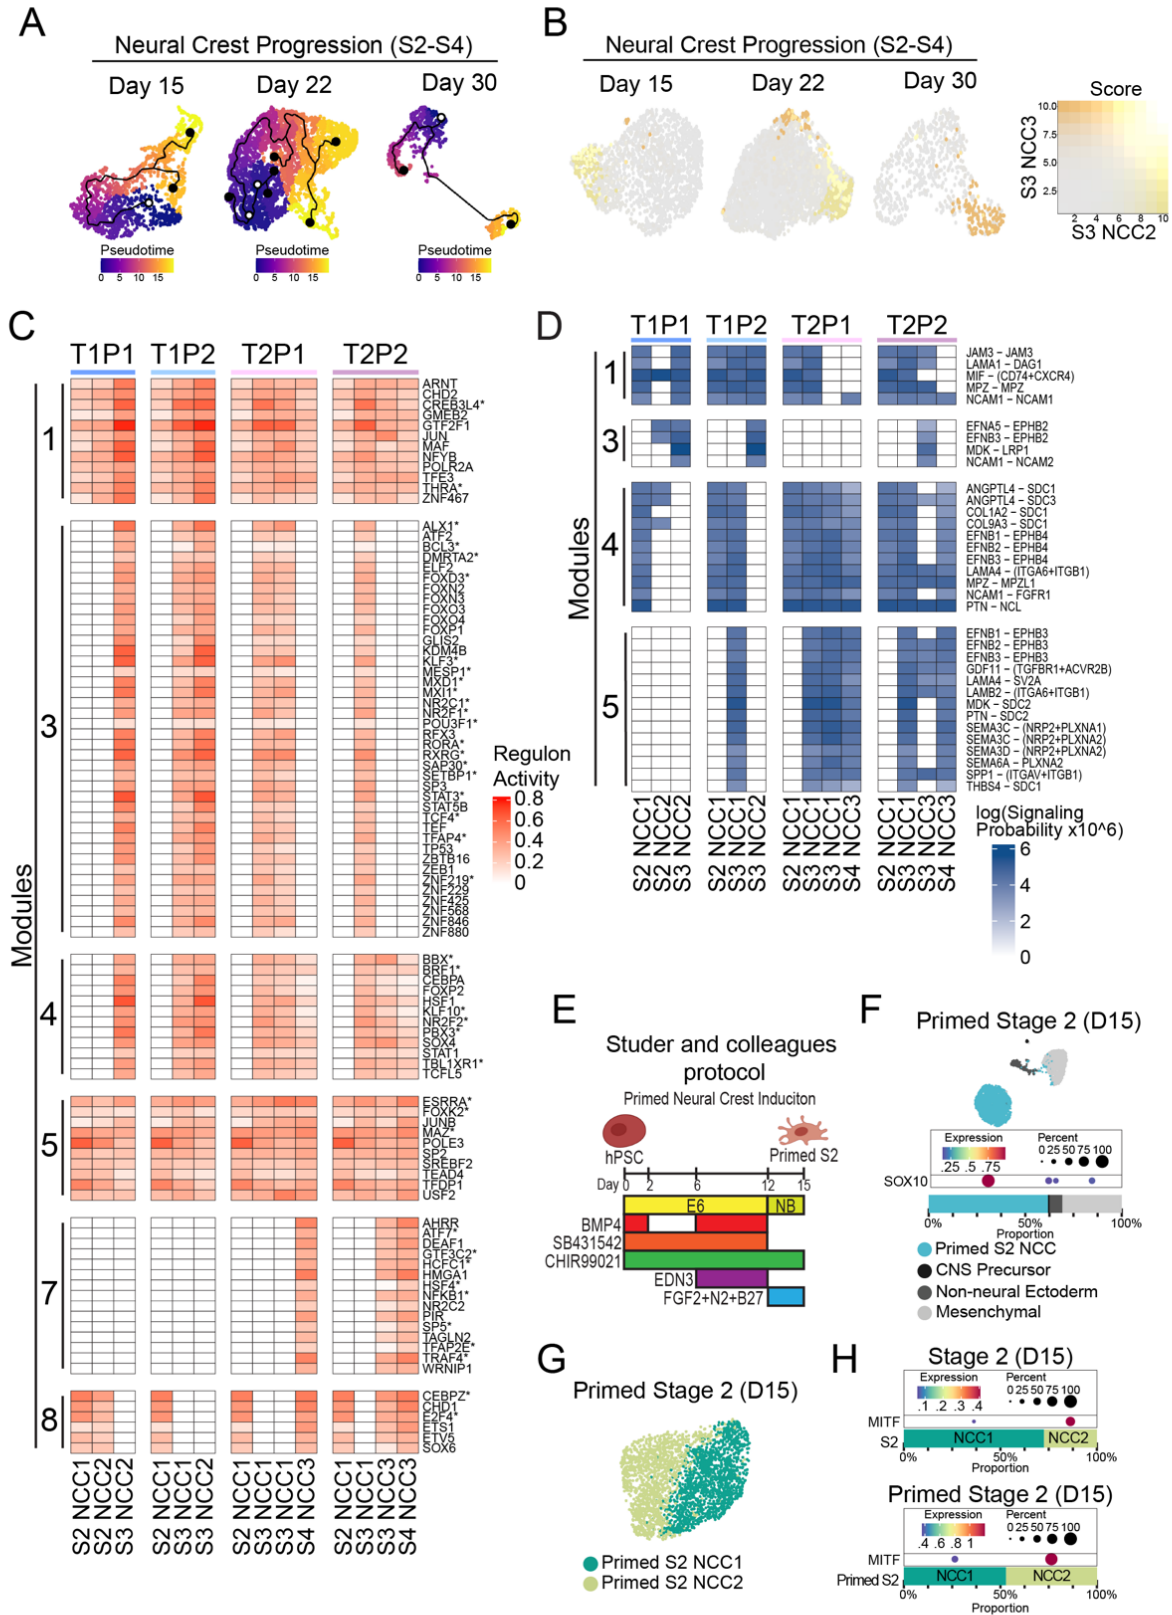 A
Neural Crest Progression (S2-S4)
Day 15
Day 22
Day 30
Pseudotime
0 5 10 15
Pseudotime
0 5 10 15
Pseudotime
0 5 10 15
B
Neural Crest Progression (S2-S4)
Day 15
Day 22
Day 30
Score
S3 NCC3
10.0
7.5
5.0
2.5
2 4 6 8 10
S3 NCC2
C
T1P1 T1P2 T2P1 T2P2
Modules
1
ARNT
CHD2
CREB3L4*
GMEB2
GTF2F1
JUN
MAF
NFYB
POLR2A
TFE3
THRA*
ZNF467
3
ALX1*
ATF2
BCL3*
DMRTA2*
ELF2
FOXD3*
FOXN2
FOXN3
FOXO3
FOXO4
FOXP1
GLIS2
KDM4B
KLF3*
MESP1*
MXD1*
MXI1*
NR2C1*
NR2F1*
POU3F1*
RFX3
RORA*
RXRG*
SAP30*
SETBP1*
SP3
STAT3*
STAT5B
TCF4*
TEF
TFAP4*
TP53
ZBTB16
ZEB1
ZNF219*
ZNF229
ZNF425
ZNF568
ZNF846
ZNF880
4
BBX*
BRF1*
CEBPA
FOXP2
HSF1
KLF10*
NR2F2*
PBX3*
SOX4
STAT1
TBL1XR1*
TCFL5
5
ESRRA*
FOXK2*
JUNB
MAZ*
POLE3
SP2
SREBF2
TEAD4
TFDP1
USF2
7
AHRR
ATF7*
DEAF1
GTF3C2*
HCFC1*
HMGA1
HSF4*
NFKB1*
NR2C2
PIR
SP5*
TAGLN2
TFAP2E*
TRAF4*
WRNIP1
8
CEBPZ*
CHD1
E2F4*
ETS1
ETV5
SOX6
S2 NCC1
S2 NCC2
S3 NCC2
S2 NCC1
S3 NCC1
S3 NCC2
S2 NCC1
S3 NCC1
S3 NCC1
S4 NCC3
S2 NCC1
S3 NCC1
S3 NCC3
S4 NCC3
Regulon
Activity
0.8
0.6
0.4
0.2
0
D
T1P1 T1P2 T2P1 T2P2
Modules
1
JAM3 – JAM3
LAMA1 – DAG1
MIF – (CD74+CXCR4)
MPZ – MPZ
NCAM1 – NCAM1
3
EFNA5 – EPHB2
EFNB3 – EPHB2
MDK – LRP1
NCAM1 – NCAM2
4
ANGPTL4 – SDC1
ANGPTL4 – SDC3
COL1A2 – SDC1
COL9A3 – SDC1
EFNB1 – EPHB4
EFNB2 – EPHB4
EFNB3 – EPHB4
LAMA4 – (ITGA6+ITGB1)
MPZ – MPZL1
NCAM1 – FGFR1
PTN – NCL
5
EFNB1 – EPHB3
EFNB2 – EPHB3
EFNB3 – EPHB3
GDF11 – (TGFBR1+ACVR2B)
LAMA4 – SV2A
LAMB2 – (ITGA6+ITGB1)
MDK – SDC2
PTN – SDC2
SEMA3C – (NRP2+PLXNA1)
SEMA3C – (NRP2+PLXNA2)
SEMA3D – (NRP2+PLXNA2)
SEMA6A – PLXNA2
SPP1 – (ITGAV+ITGB1)
THBS4 – SDC1
S2 NCC1
S2 NCC2
S3 NCC2
S2 NCC1
S3 NCC1
S3 NCC2
S2 NCC1
S3 NCC1
S3 NCC1
S4 NCC3
S2 NCC1
S3 NCC1
S3 NCC3
S4 NCC3
log(Signaling
Probability x10^6)
6
4
2
0
E
Studer and colleagues
protocol
Primed Neural Crest Induciton
hPSC
Primed S2
Day 0 2 6 12 15
E6 NB
BMP4
SB431542
CHIR99021
EDN3
FGF2+N2+B27
F
Primed Stage 2 (D15)
Expression
.25 .5 .75
Percent
0 25 50 75 100
SOX10
0% 50% 100%
Proportion
Primed S2 NCC
CNS Precursor
Non-neural Ectoderm
Mesenchymal
G
Primed Stage 2 (D15)
Primed S2 NCC1
Primed S2 NCC2
H
Stage 2 (D15)
Expression
.1 .2 .3 .4
Percent
0 25 50 75 100
MITF
S2
NCC1 NCC2
0% 50% 100%
Proportion
Primed Stage 2 (D15)
Expression
.4 .6 .8 1
Percent
0 25 50 75 100
MITF
Primed S2
NCC1 NCC2
0% 50% 100%
Proportion